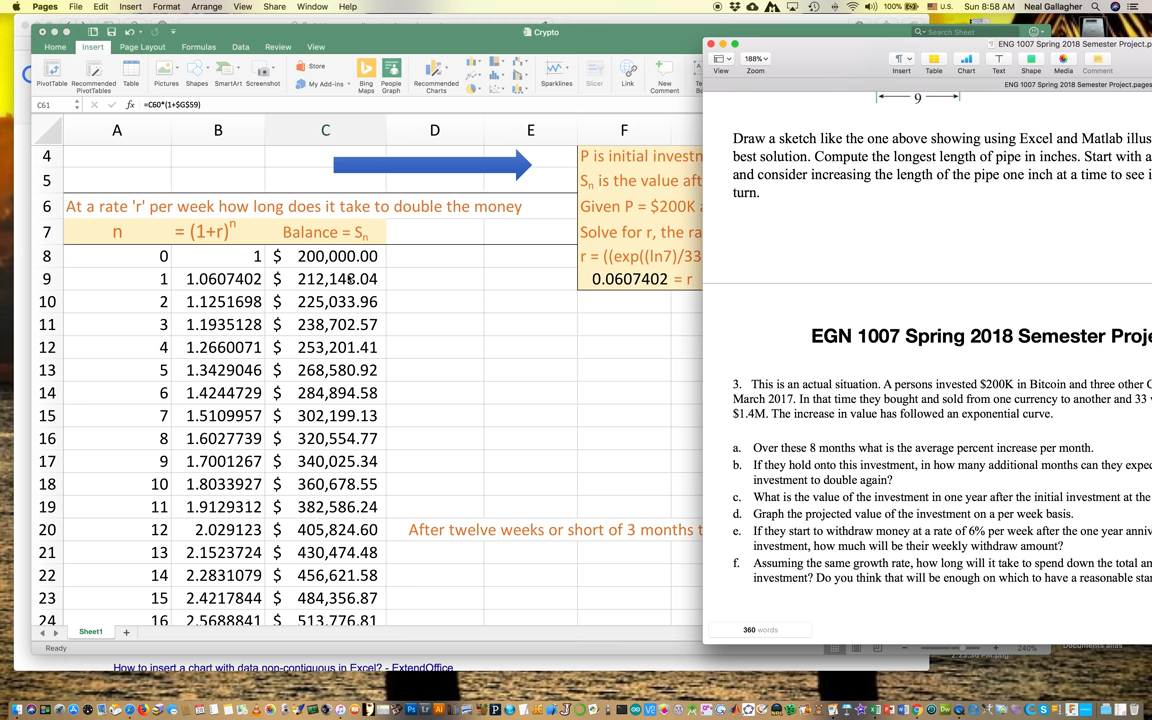 Pages File Edit Insert Format Arrange View Share Window Help 100% U.S. Sun 8:58 AM Neal Gallagher
Crypto
Search Sheet
Home Insert Page Layout Formulas Data Review View
PivotTable Recommended PivotTables Table Pictures Shapes SmartArt Screenshot Store My Add-ins Bing Maps People Graph Recommended Charts Sparklines Slicer Link New Comment
C61 fx =C60*(1+$G$59)
A B C D E F
4 P is initial investn
5 Sn is the value aft
6 At a rate 'r' per week how long does it take to double the money Given P = $200K
7 n = (1+r)^n Balance = Sn Solve for r, the ra
8 0 1 $ 200,000.00 r = ((exp((ln7)/33
9 1 1.0607402 $ 212,148.04 0.0607402 = r
10 2 1.1251698 $ 225,033.96
11 3 1.1935128 $ 238,702.57
12 4 1.2660071 $ 253,201.41
13 5 1.3429046 $ 268,580.92
14 6 1.4244729 $ 284,894.58
15 7 1.5109957 $ 302,199.13
16 8 1.6027739 $ 320,554.77
17 9 1.7001267 $ 340,025.34
18 10 1.8033927 $ 360,678.55
19 11 1.9129312 $ 382,586.24
20 12 2.029123 $ 405,824.60 After twelve weeks or short of 3 months t
21 13 2.1523724 $ 430,474.48
22 14 2.2831079 $ 456,621.58
23 15 2.4217844 $ 484,356.87
24 16 2.5688841 $ 513,776.81
Sheet1 +
Ready
240%
How to insert a chart with data non-contiguous in Excel? - ExtendOffice
ENG 1007 Spring 2018 Semester Project.p
188%
View Zoom Insert Table Chart Text Shape Media Comment
ENG 1007 Spring 2018 Semester Project.pages
9
Draw a sketch like the one above showing using Excel and Matlab illus
best solution. Compute the longest length of pipe in inches. Start with a
and consider increasing the length of the pipe one inch at a time to see i
turn.
EGN 1007 Spring 2018 Semester Proje
3. This is an actual situation. A persons invested $200K in Bitcoin and three other C
March 2017. In that time they bought and sold from one currency to another and 33
$1.4M. The increase in value has followed an exponential curve.
a. Over these 8 months what is the average percent increase per month.
b. If they hold onto this investment, in how many additional months can they expec
investment to double again?
c. What is the value of the investment in one year after the initial investment at the
d. Graph the projected value of the investment on a per week basis.
e. If they start to withdraw money at a rate of 6% per week after the one year anniv
investment, how much will be their weekly withdraw amount?
f. Assuming the same growth rate, how long will it take to spend down the total am
investment? Do you think that will be enough on which to have a reasonable star
360 words
Documents alias